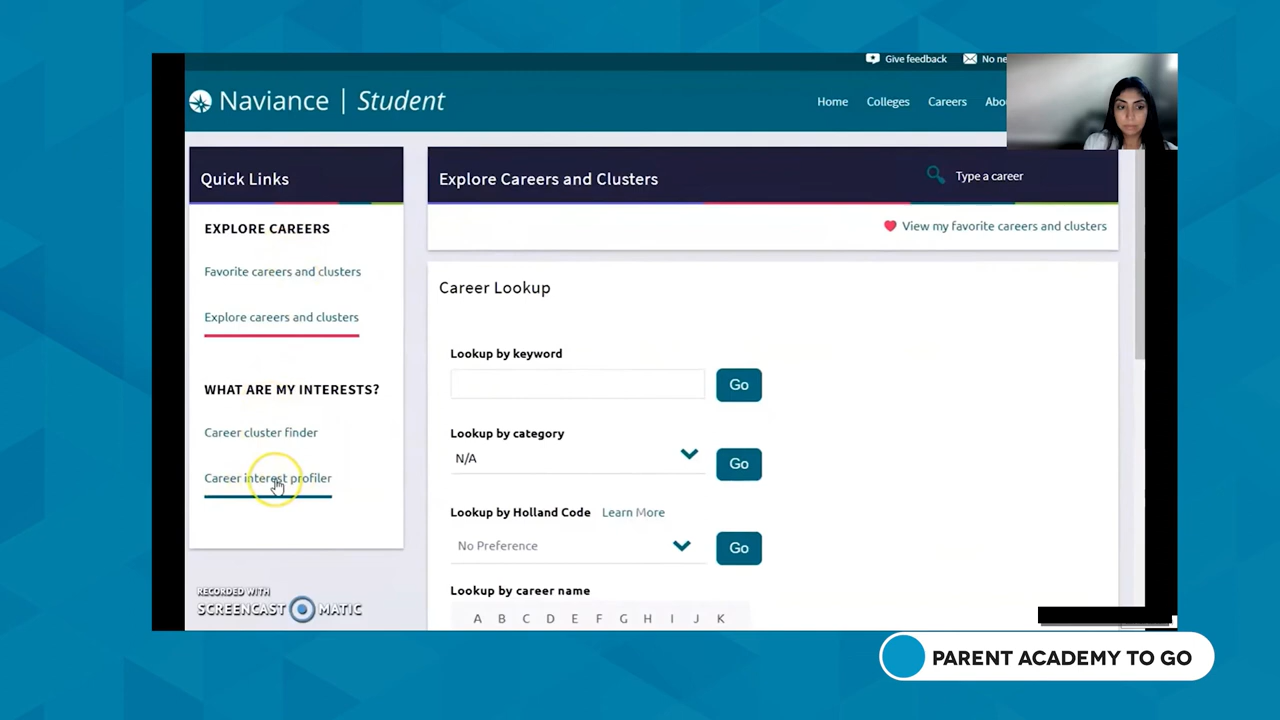 Give feedback
No ne
Naviance | Student
Home Colleges Careers Abou
Quick Links
EXPLORE CAREERS
Favorite careers and clusters
Explore careers and clusters
WHAT ARE MY INTERESTS?
Career cluster finder
Career interest profiler
Explore Careers and Clusters
Type a career
View my favorite careers and clusters
Career Lookup
Lookup by keyword
Go
Lookup by category
N/A
Go
Lookup by Holland Code Learn More
No Preference
Go
Lookup by career name
A B C D E F G H I J K
RECORDED WITH
SCREENCAST MATIC
PARENT ACADEMY TO GO